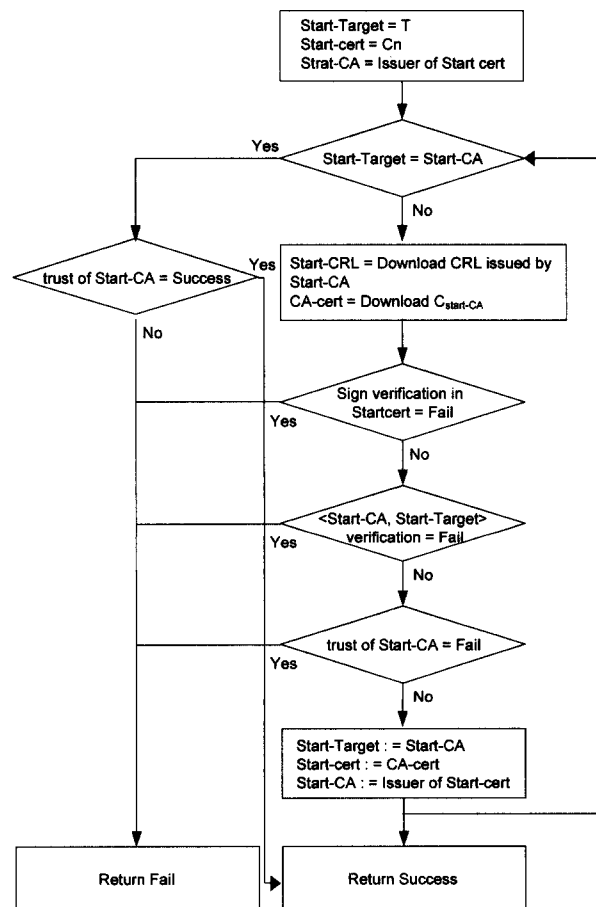 Start-Target = T
Start-cert = Cn
Strat-CA = Issuer of Start cert
Yes
Start-Target = Start-CA
No
trust of Start-CA = Success
Yes
Start-CRL = Download CRL issued by
Start-CA
CA-cert = Download Cstart-CA
No
Sign verification in
Startcert = Fail
Yes
No
<Start-CA, Start-Target>
verification = Fail
Yes
No
trust of Start-CA = Fail
Yes
No
Start-Target : = Start-CA
Start-cert : = CA-cert
Start-CA : = Issuer of Start-cert
Return Fail
Return Success